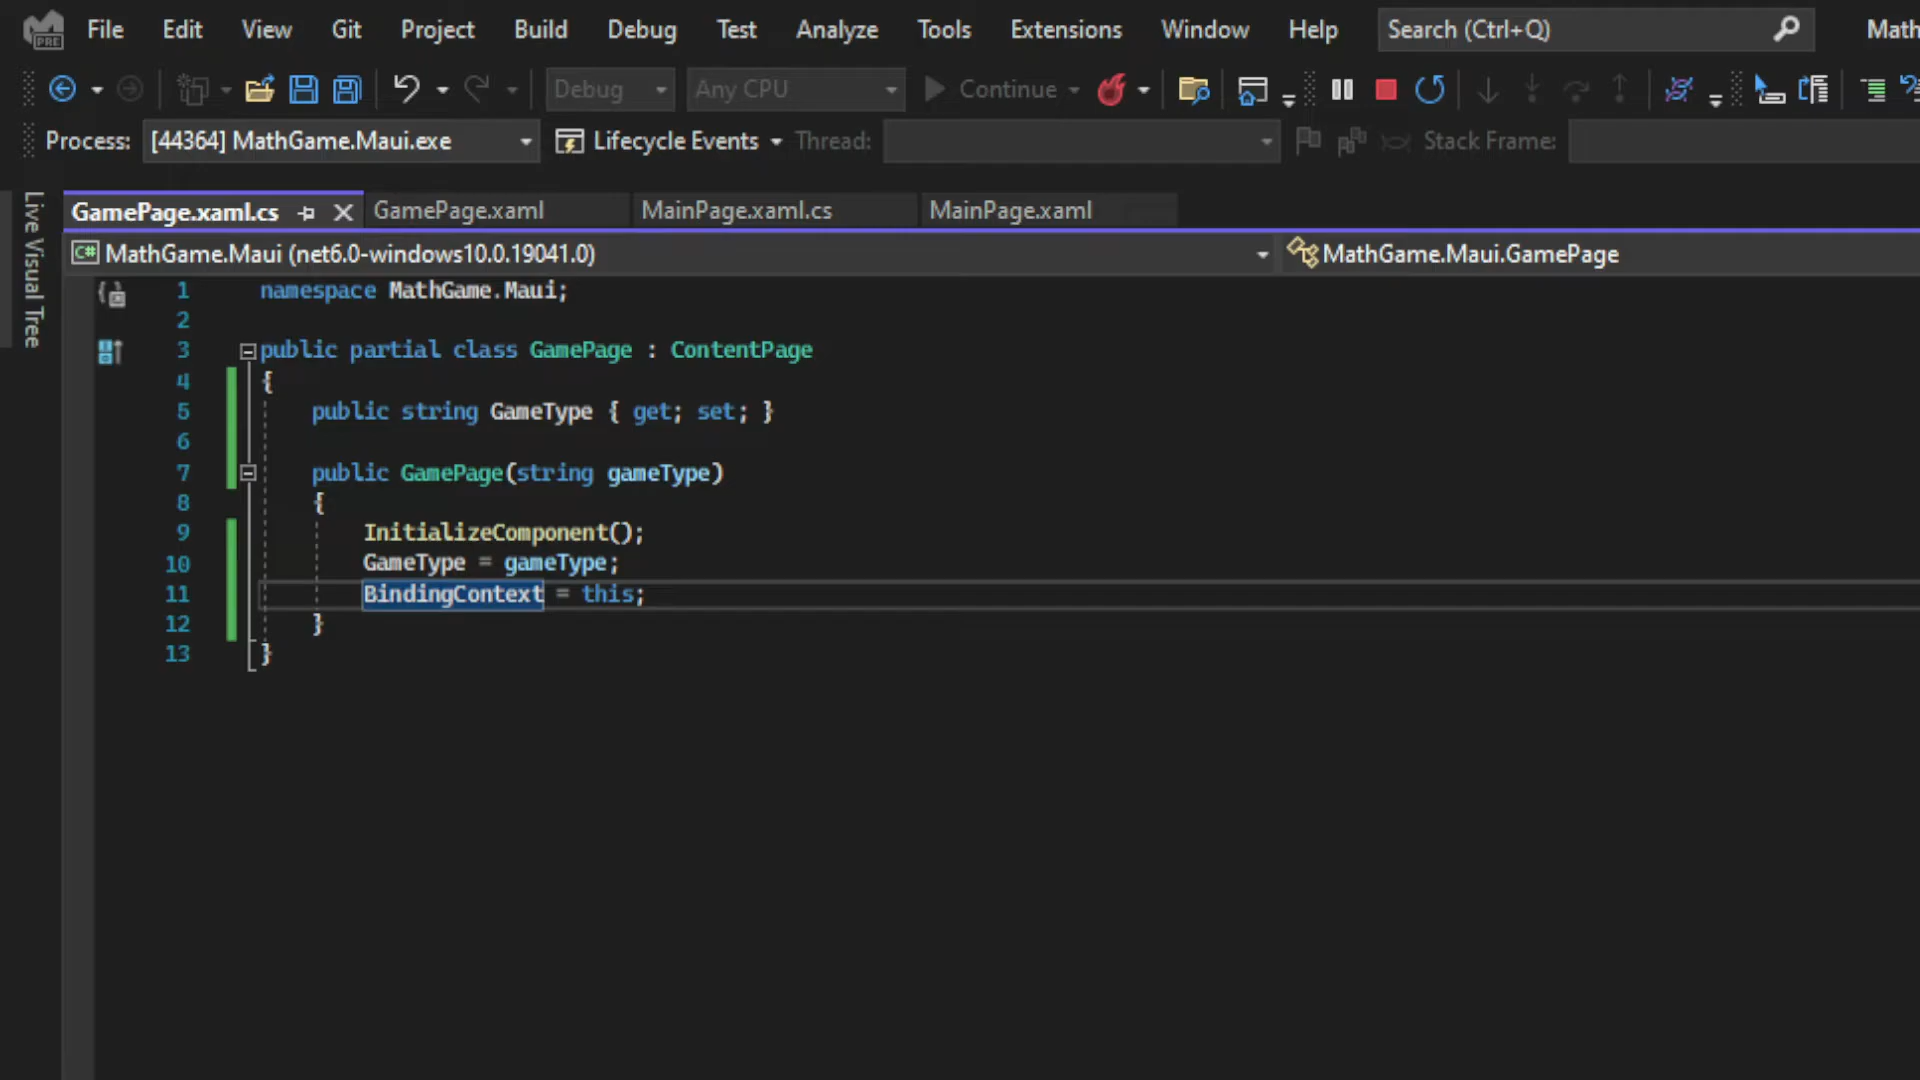 PRE File Edit View Git Project Build Debug Test Analyze Tools Extensions Window Help Search (Ctrl+Q) Math
Debug Any CPU Continue
Process: [44364] MathGame.Maui.exe Lifecycle Events Thread: Stack Frame:
Live Visual Tree
GamePage.xaml.cs GamePage.xaml MainPage.xaml.cs MainPage.xaml
C# MathGame.Maui (net6.0-windows10.0.19041.0) MathGame.Maui.GamePage
1 namespace MathGame.Maui;
2
3 public partial class GamePage : ContentPage
4 {
5 public string GameType { get; set; }
6
7 public GamePage(string gameType)
8 {
9 InitializeComponent();
10 GameType = gameType;
11 BindingContext = this;
12 }
13 }